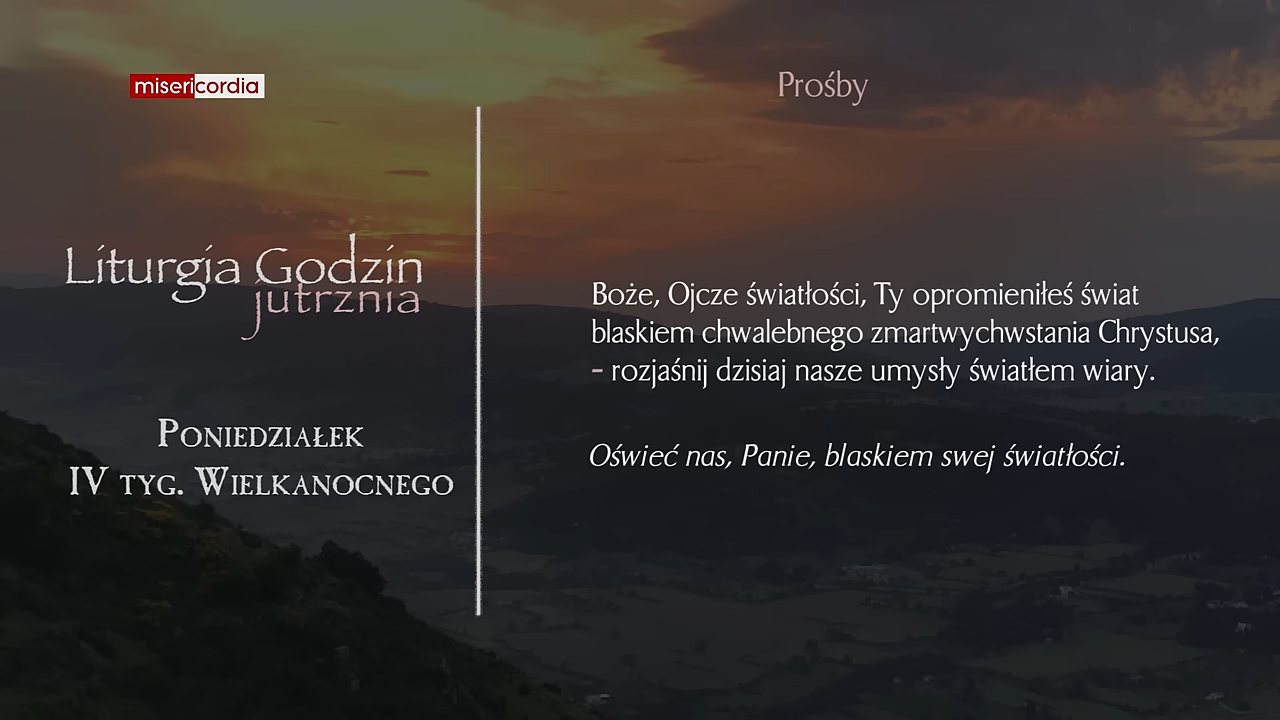 misericordia
Liturgia Godzin
jutrznia
Poniedziałek
IV tyg. Wielkanocnego
Prośby
Boże, Ojcze światłości, Ty opromieniłeś świat
blaskiem chwalebnego zmartwychwstania Chrystusa,
- rozjaśnij dzisiaj nasze umysły światłem wiary.
Oświeć nas, Panie, blaskiem swej światłości.